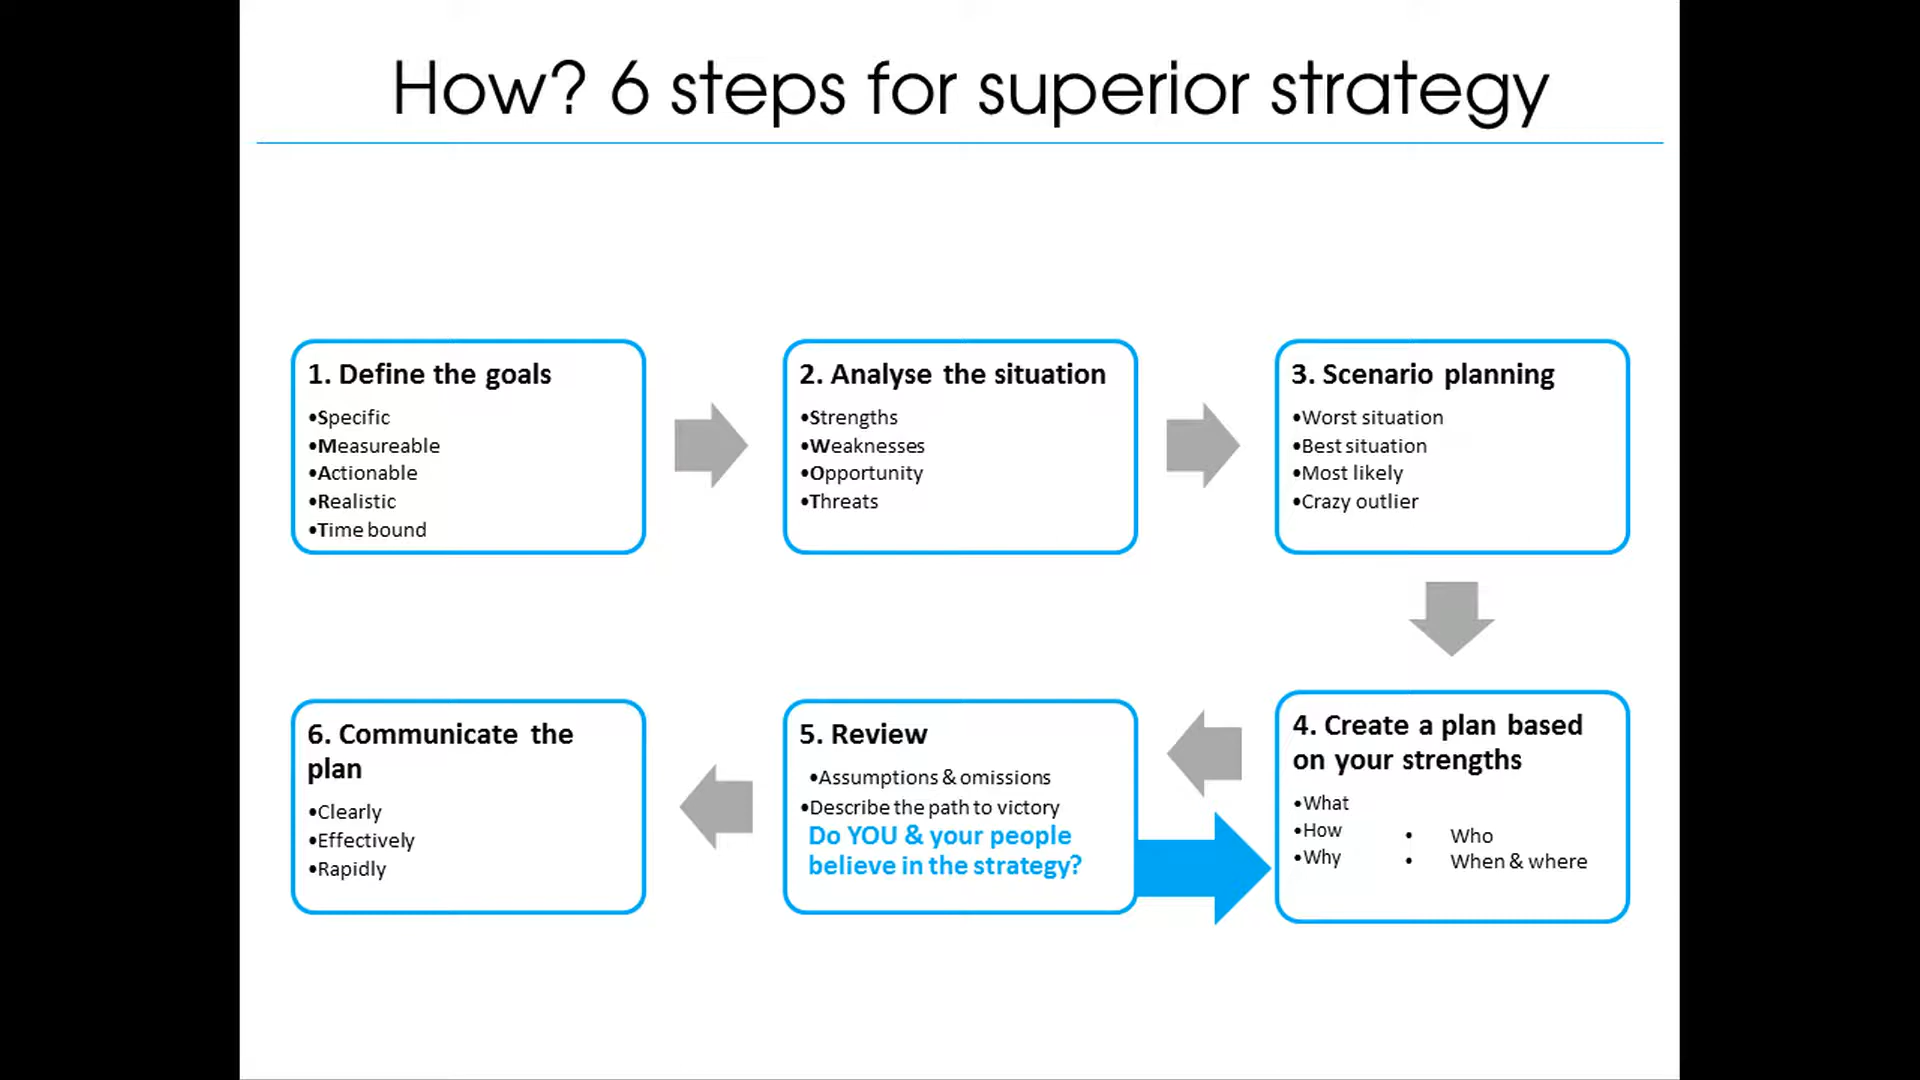 How? 6 steps for superior strategy
1. Define the goals
•Specific
•Measureable
•Actionable
•Realistic
•Time bound
2. Analyse the situation
•Strengths
•Weaknesses
•Opportunity
•Threats
3. Scenario planning
•Worst situation
•Best situation
•Most likely
•Crazy outlier
4. Create a plan based
on your strengths
•What
•How
•Why
• Who
• When & where
5. Review
•Assumptions & omissions
•Describe the path to victory
Do YOU & your people
believe in the strategy?
6. Communicate the
plan
•Clearly
•Effectively
•Rapidly